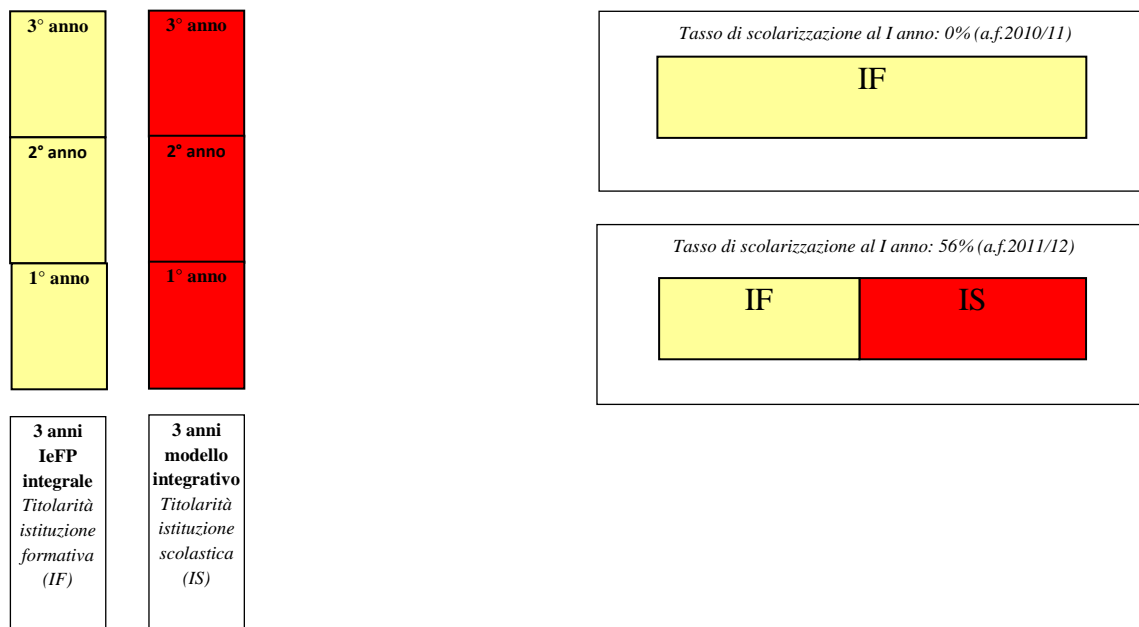 3° anno
2° anno
1° anno
3 anni
IeFP
integrale
Titolarità
istituzione
formativa
(IF)
3° anno
2° anno
1° anno
3 anni
modello
integrativo
Titolarità
istituzione
scolastica
(IS)
Tasso di scolarizzazione al I anno: 0% (a.f.2010/11)
IF
Tasso di scolarizzazione al I anno: 56% (a.f.2011/12)
IF
IS